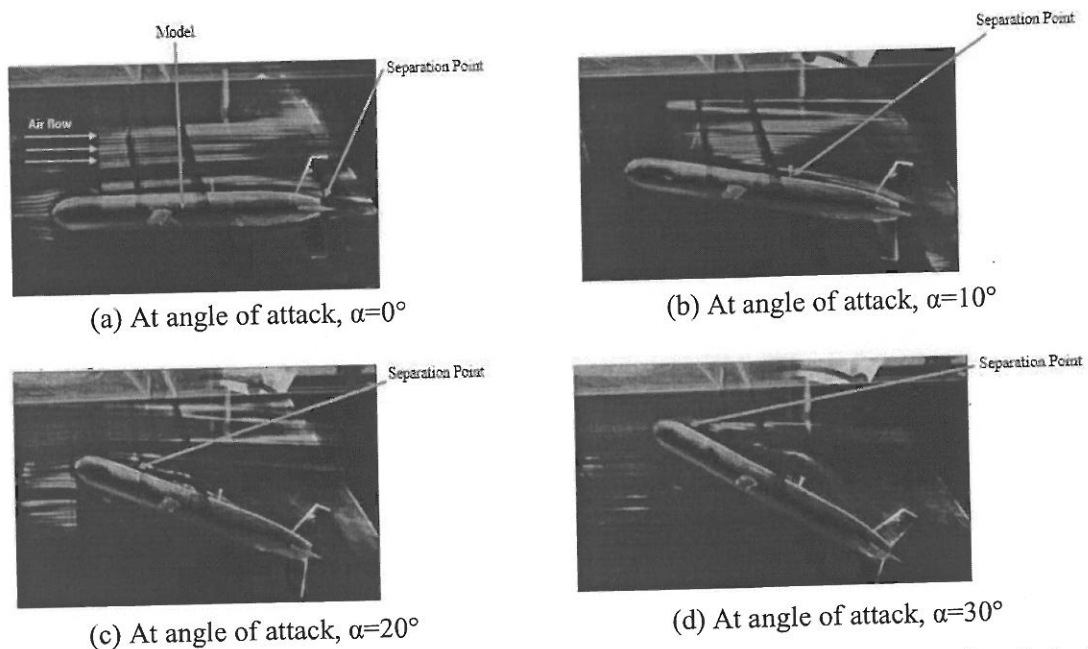 Model
Separation Point
Air flow
(a) At angle of attack, α=0°
Separation Point
(b) At angle of attack, α=10°
Separation Point
(c) At angle of attack, α=20°
Separation Point
(d) At angle of attack, α=30°